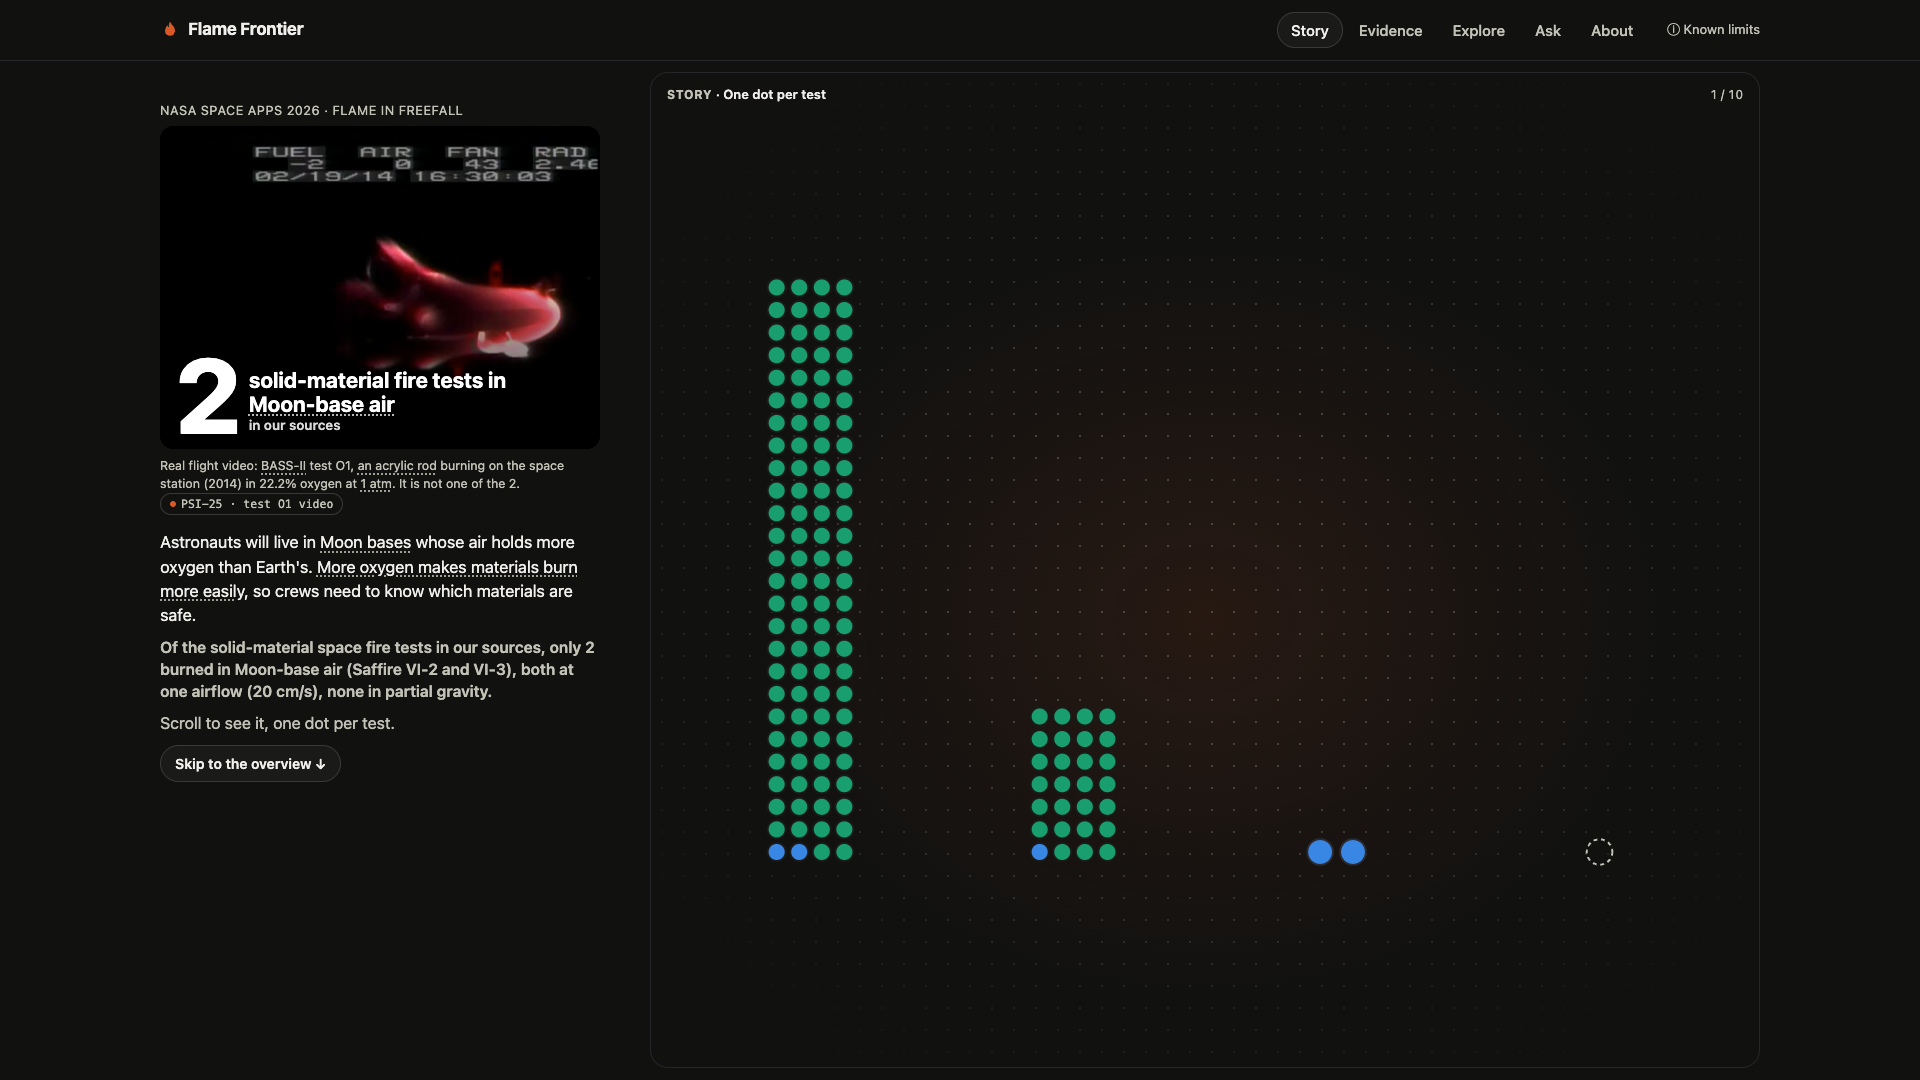 Flame Frontier
Story
Evidence
Explore
Ask
About
ⓘ Known limits
NASA SPACE APPS 2026 · FLAME IN FREEFALL
FUEL AIR FAN RAD
-2 0 43 2.46
02/19/14 16:30:03
2
solid-material fire tests in
Moon-base air
in our sources
Real flight video: BASS-II test O1, an acrylic rod burning on the space
station (2014) in 22.2% oxygen at 1 atm. It is not one of the 2.
PSI-25 · test O1 video
Astronauts will live in Moon bases whose air holds more
oxygen than Earth's. More oxygen makes materials burn
more easily, so crews need to know which materials are
safe.
Of the solid-material space fire tests in our sources, only 2
burned in Moon-base air (Saffire VI-2 and VI-3), both at
one airflow (20 cm/s), none in partial gravity.
Scroll to see it, one dot per test.
Skip to the overview ↓
STORY · One dot per test
1 / 10